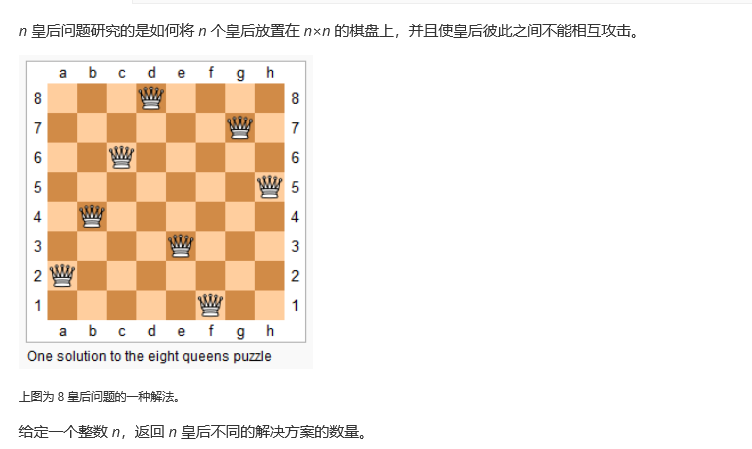 n 皇后问题研究的是如何将 n 个皇后放置在 n×n 的棋盘上，并且使皇后彼此之间不能相互攻击。
a b c d e f g h
8 8
7 7
6 6
5 5
4 4
3 3
2 2
1 1
a b c d e f g h
One solution to the eight queens puzzle
上图为 8 皇后问题的一种解法。
给定一个整数 n，返回 n 皇后不同的解决方案的数量。